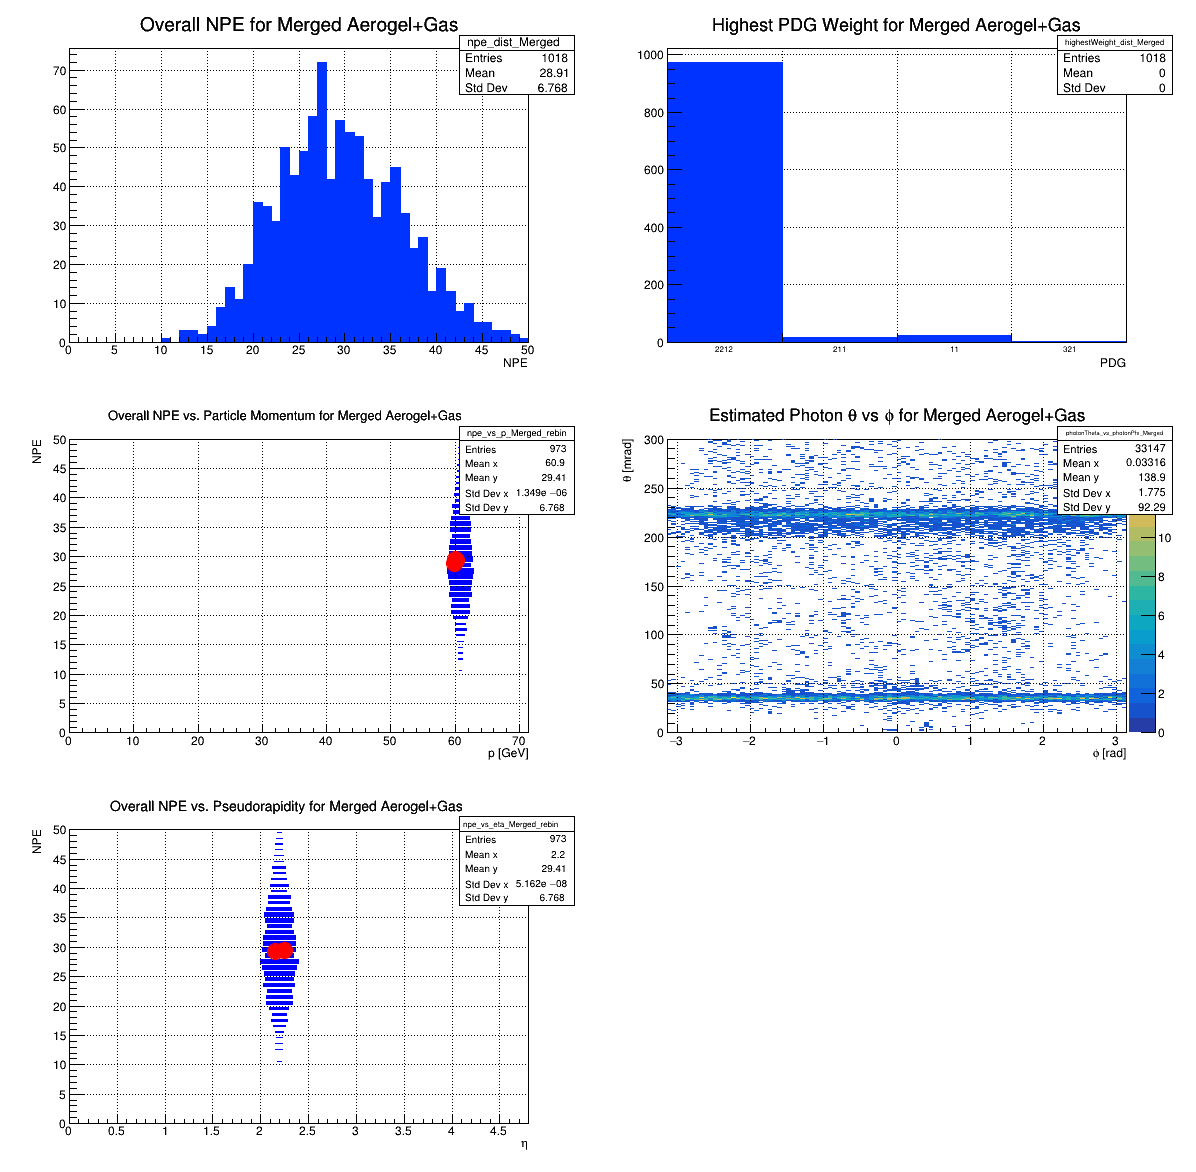 Overall NPE for Merged Aerogel+Gas
npe_dist_Merged
Entries 1018
Mean 28.91
Std Dev 6.768
70
60
50
40
30
20
10
0
0 5 10 15 20 25 30 35 40 45 50
NPE
Highest PDG Weight for Merged Aerogel+Gas
highestWeight_dist_Merged
Entries 1018
Mean 0
Std Dev 0
1000
800
600
400
200
0
2212 211 11 321
PDG
Overall NPE vs. Particle Momentum for Merged Aerogel+Gas
npe_vs_p_Merged_rebin
Entries 973
Mean x 60.9
Mean y 29.41
Std Dev x 1.349e −06
Std Dev y 6.768
NPE
50
45
40
35
30
25
20
15
10
5
0
0 10 20 30 40 50 60 70
p [GeV]
Estimated Photon θ vs ϕ for Merged Aerogel+Gas
photonTheta_vs_photonPhi_Merged
Entries 33147
Mean x 0.03316
Mean y 138.9
Std Dev x 1.775
Std Dev y 92.29
θ [mrad]
300
250
200
150
100
50
0
−3 −2 −1 0 1 2 3
ϕ [rad]
10
8
6
4
2
0
Overall NPE vs. Pseudorapidity for Merged Aerogel+Gas
npe_vs_eta_Merged_rebin
Entries 973
Mean x 2.2
Mean y 29.41
Std Dev x 5.162e −08
Std Dev y 6.768
NPE
50
45
40
35
30
25
20
15
10
5
0
0 0.5 1 1.5 2 2.5 3 3.5 4 4.5
η